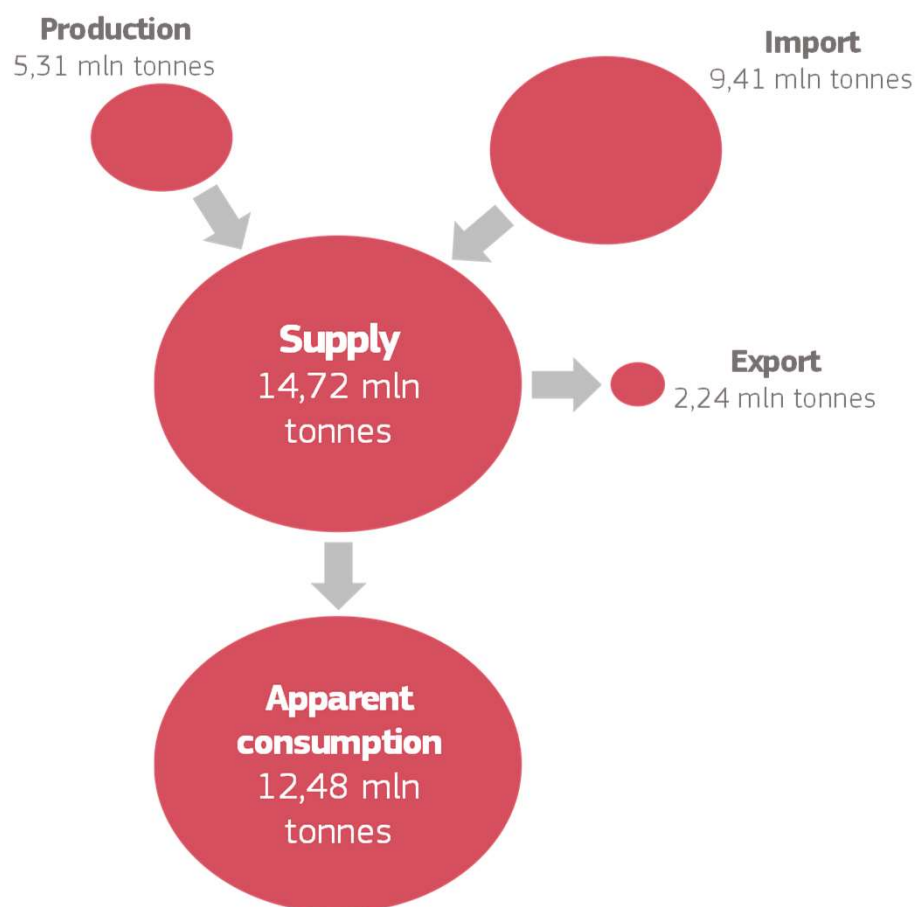 Production
5,31 mln tonnes
Import
9,41 mln tonnes
Supply
14,72 mln
tonnes
Export
2,24 mln tonnes
Apparent
consumption
12,48 mln
tonnes